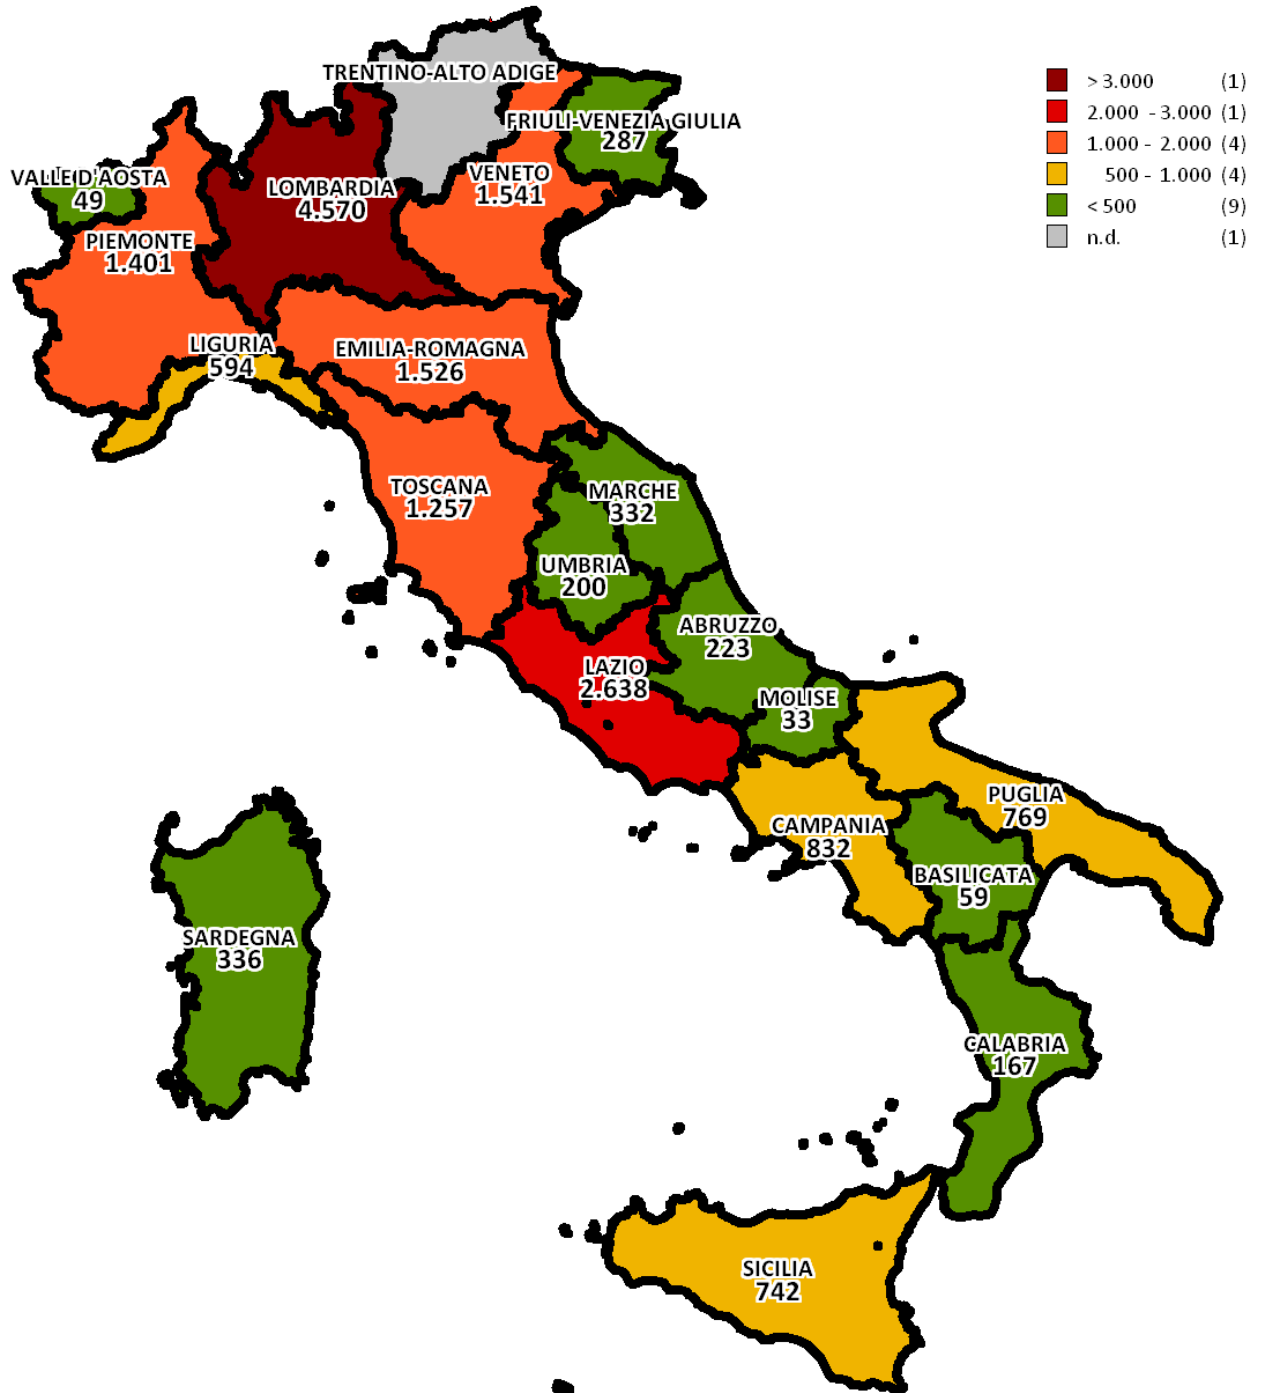 TRENTINO-ALTO ADIGE
> 3.000 (1)
2.000 - 3.000 (1)
1.000 - 2.000 (4)
500 - 1.000 (4)
< 500 (9)
n.d. (1)
FRIULI-VENEZIA GIULIA
287
VALLE D'AOSTA
49
LOMBARDIA
4.570
VENETO
1.541
PIEMONTE
1.401
LIGURIA
594
EMILIA-ROMAGNA
1.526
TOSCANA
1.257
MARCHE
332
UMBRIA
200
ABRUZZO
223
LAZIO
2.638
MOLISE
33
PUGLIA
769
CAMPANIA
832
BASILICATA
59
SARDEGNA
336
CALABRIA
167
SICILIA
742